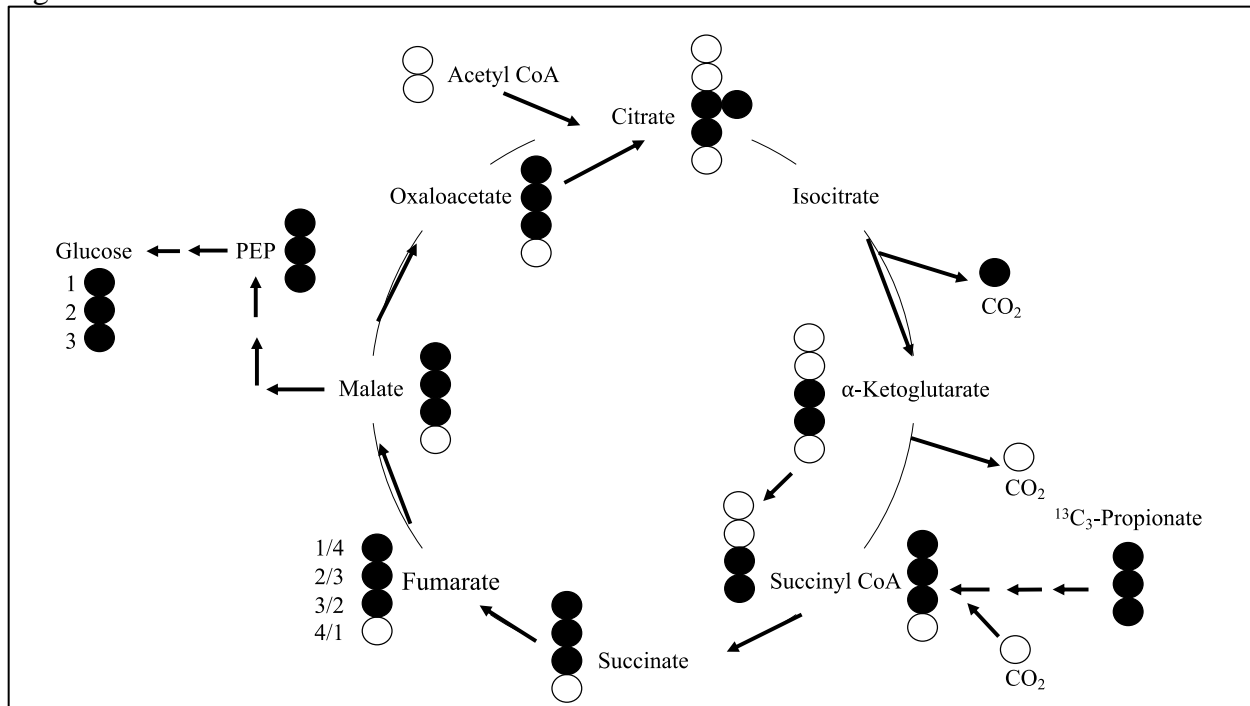 Acetyl CoA
Citrate
Oxaloacetate
Isocitrate
Glucose
PEP
1
2
3
CO₂
Malate
α-Ketoglutarate
CO₂
¹³C₃-Propionate
1/4
2/3
3/2
4/1
Fumarate
Succinyl CoA
Succinate
CO₂